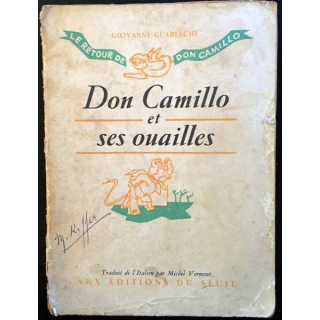 GIOVANNI GUARESCHI
LE RETOUR DE DON CAMILLO
Don Camillo
et
ses ouailles
Traduit de l'Italien par Michel Vermont
AUX EDITIONS DU SEUIL